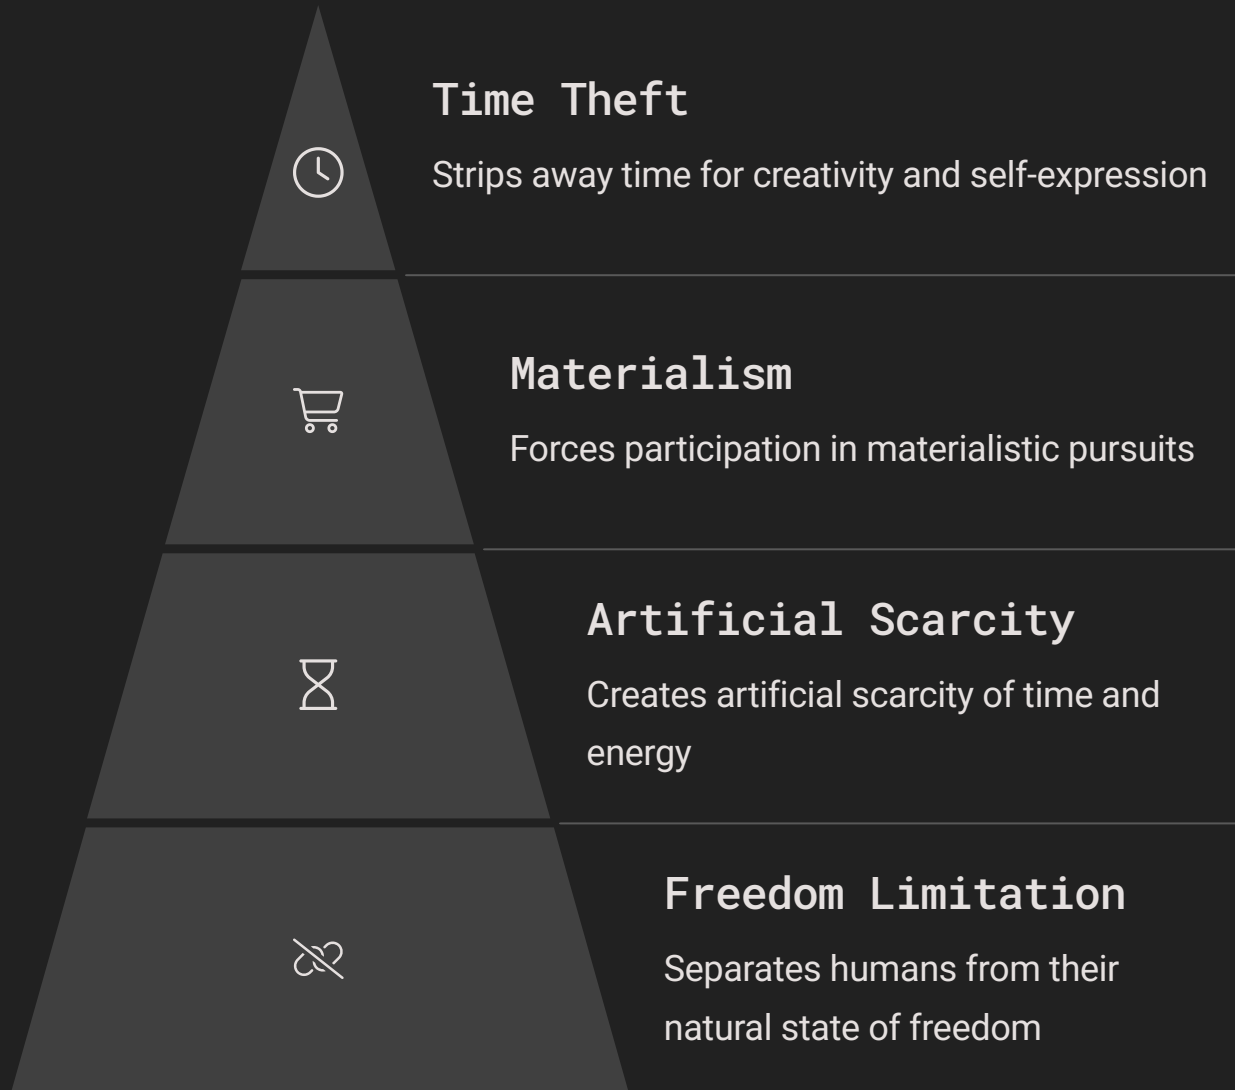 Time Theft
Strips away time for creativity and self-expression
Materialism
Forces participation in materialistic pursuits
Artificial Scarcity
Creates artificial scarcity of time and
energy
Freedom Limitation
Separates humans from their
natural state of freedom